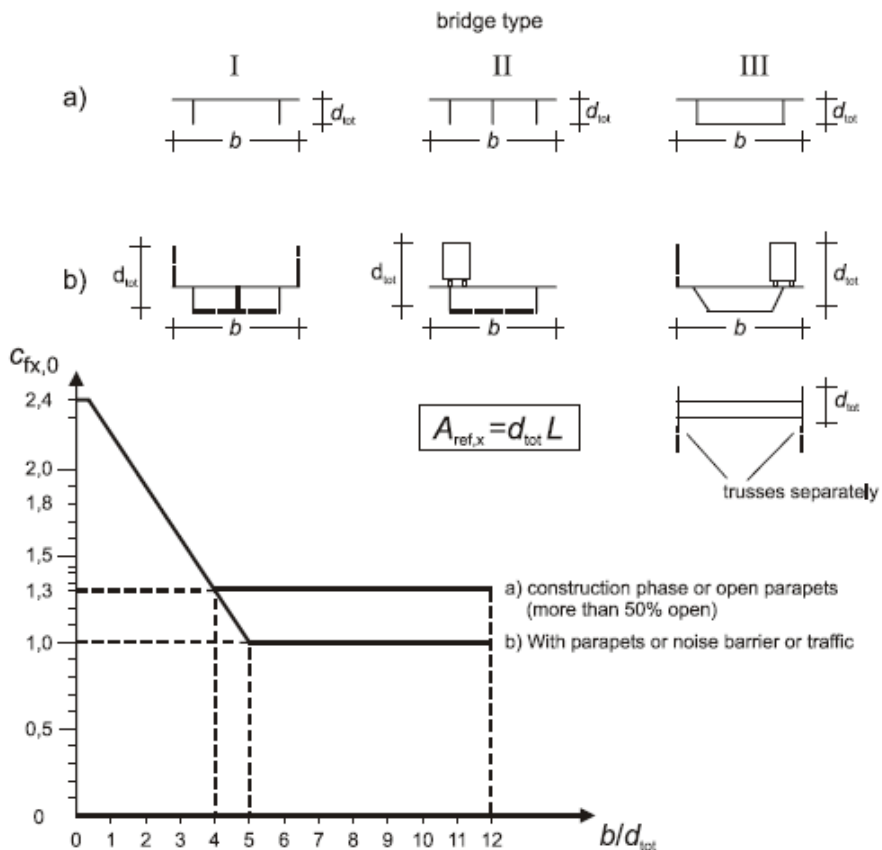 bridge type
I II III
a)
d_tot d_tot d_tot
b b b
b)
d_tot d_tot d_tot
b b b
c_fx,0
2,4
A_ref,x = d_tot L
d_tot
2,0
trusses separately
1,8
1,5
1,3
a) construction phase or open parapets
(more than 50% open)
1,0
b) With parapets or noise barrier or traffic
0,5
0
0 1 2 3 4 5 6 7 8 9 10 11 12
b/d_tot